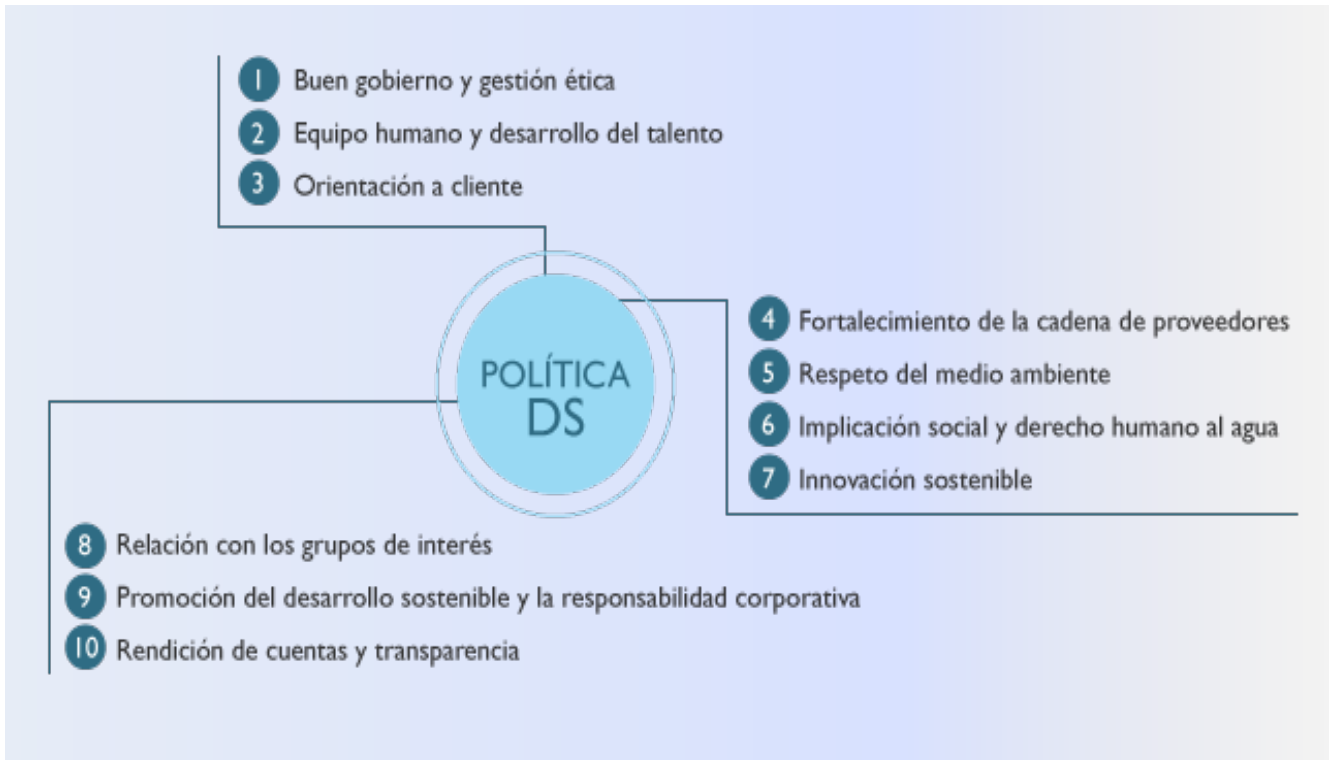 1 Buen gobierno y gestión ética
2 Equipo humano y desarrollo del talento
3 Orientación a cliente
POLÍTICA
DS
4 Fortalecimiento de la cadena de proveedores
5 Respeto del medio ambiente
6 Implicación social y derecho humano al agua
7 Innovación sostenible
8 Relación con los grupos de interés
9 Promoción del desarrollo sostenible y la responsabilidad corporativa
10 Rendición de cuentas y transparencia